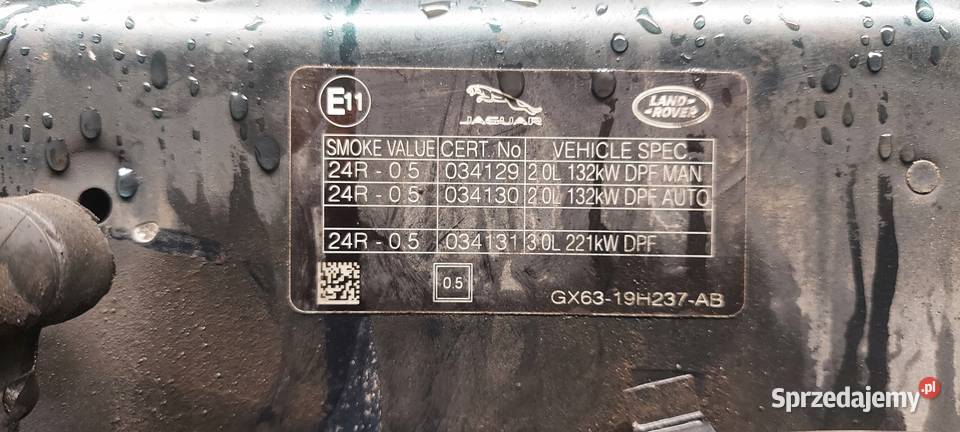 E11
JAGUAR
LAND-
-ROVER
SMOKE VALUE CERT. No VEHICLE SPEC.
24R - 0.5 034129 2.0L 132kW DPF MAN
24R - 0.5 034130 2.0L 132kW DPF AUTO
24R - 0.5 034131 3.0L 221kW DPF
0.5
GX63-19H237-AB
Sprzedajemy.pl